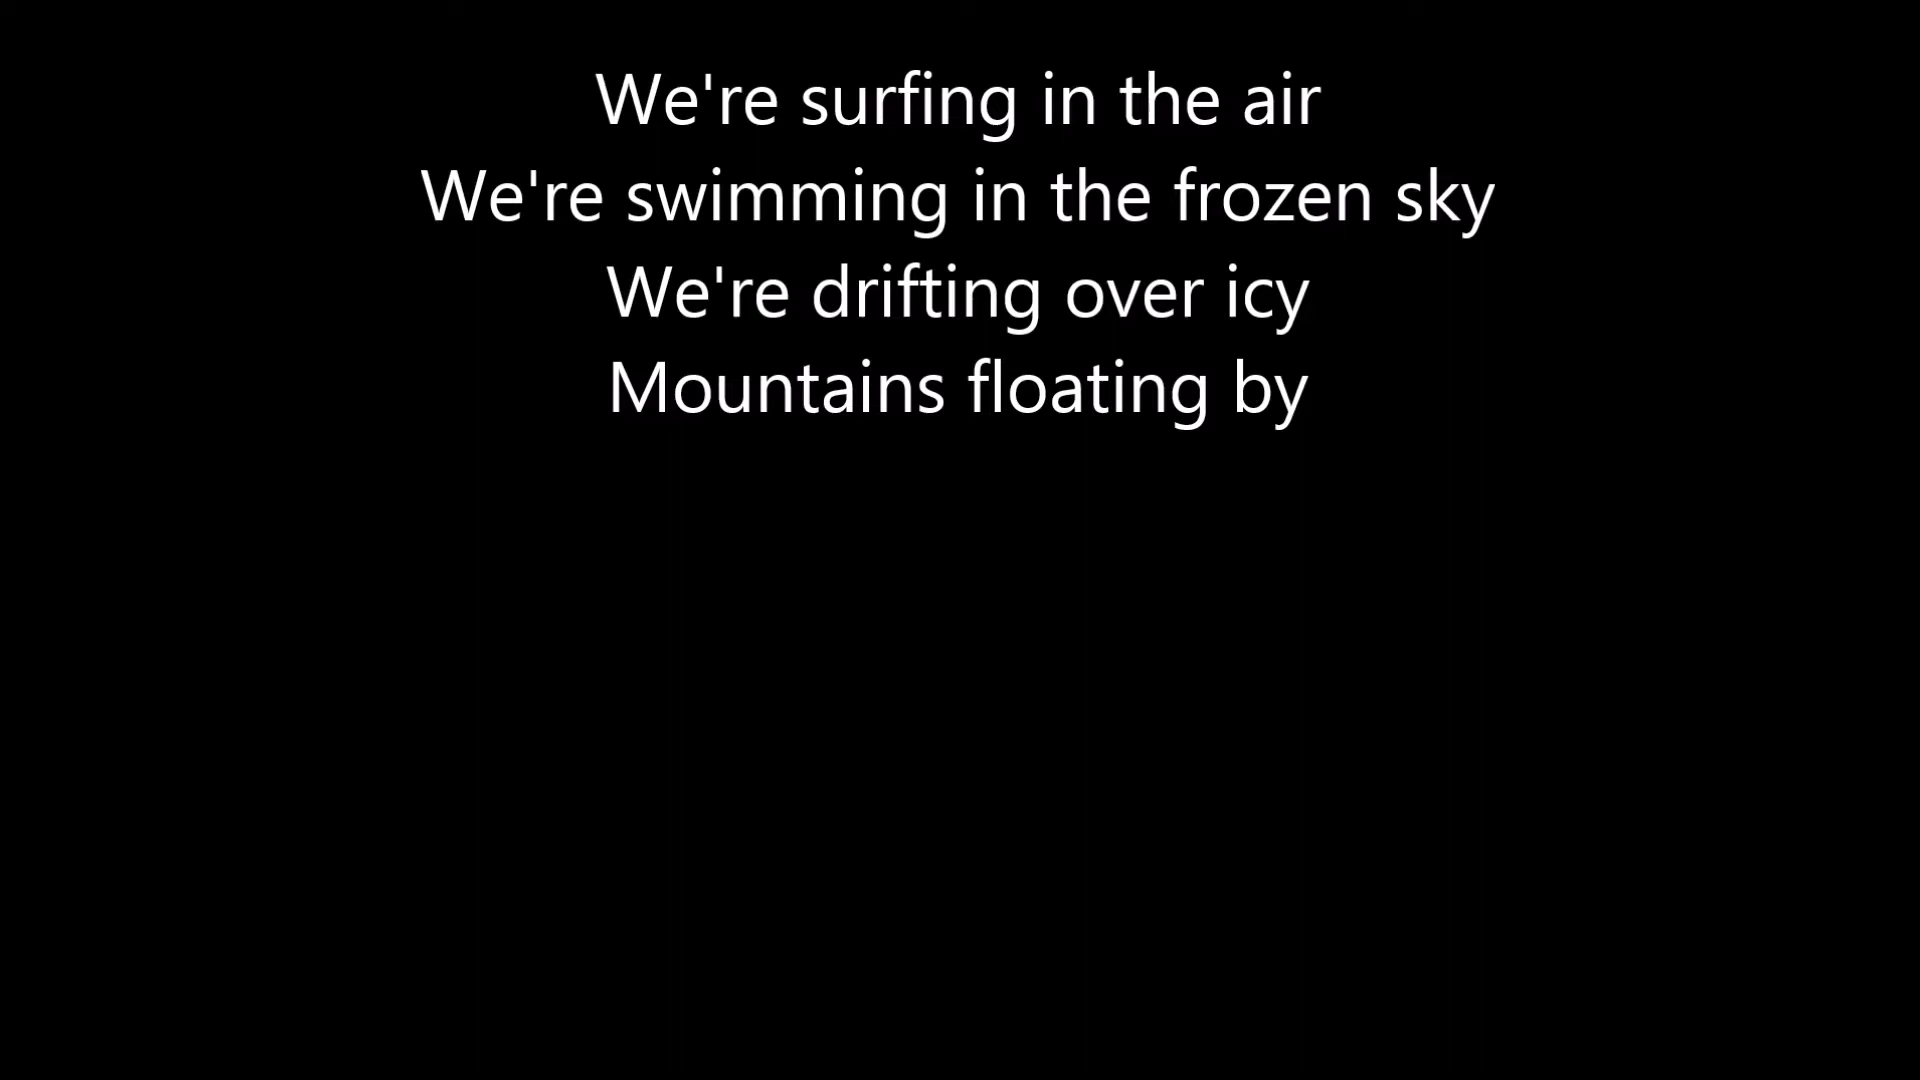 We're surfing in the air
We're swimming in the frozen sky
We're drifting over icy
Mountains floating by